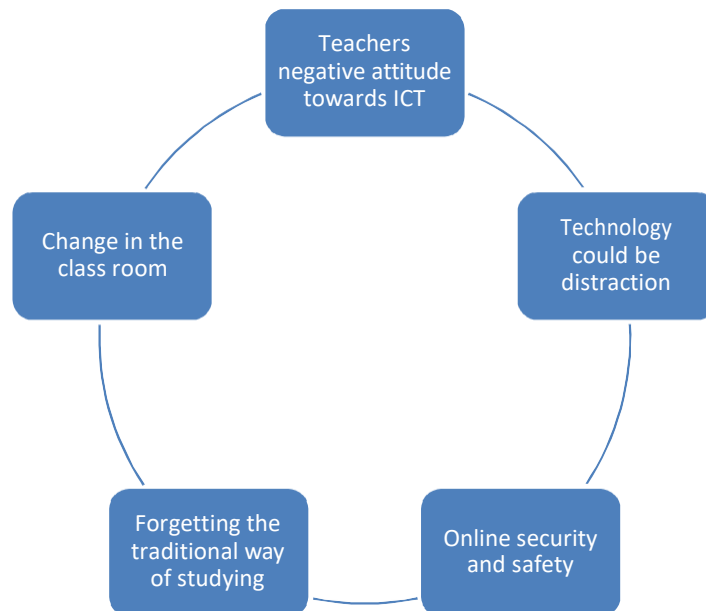 Teachers
negative attitude
towards ICT
Technology
could be
distraction
Online security
and safety
Forgetting the
traditional way
of studying
Change in the
class room